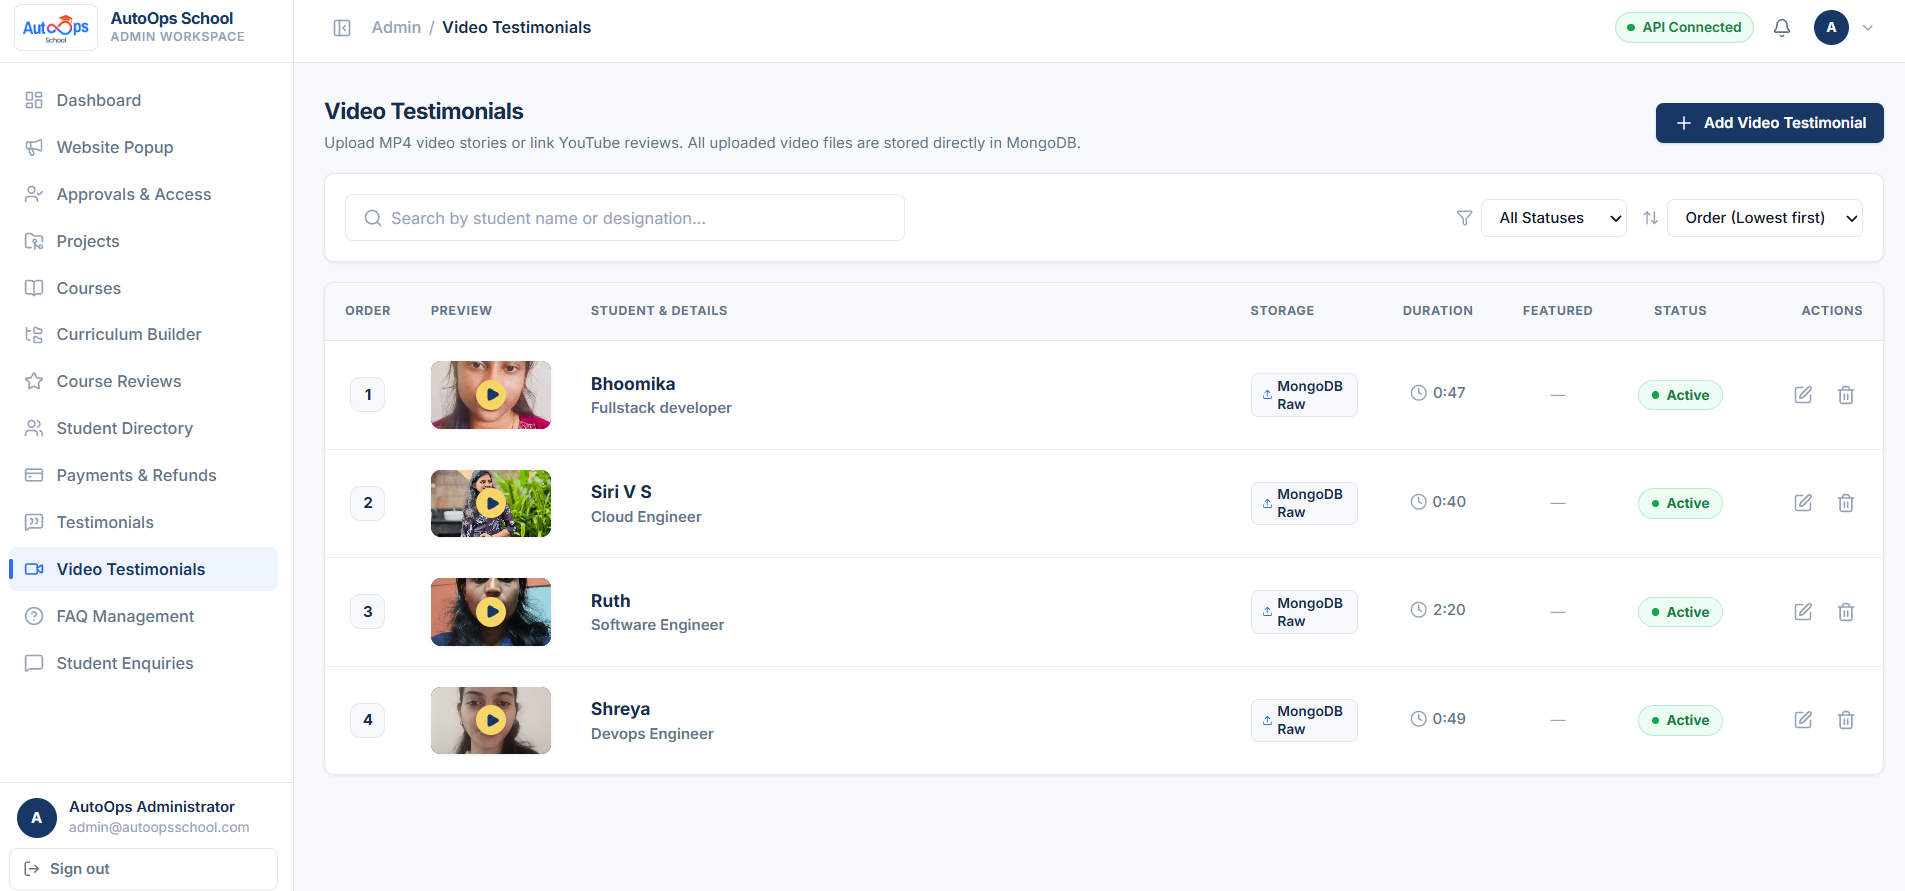 AutoOps
School
AutoOps School
ADMIN WORKSPACE
Admin / Video Testimonials
API Connected
A
Dashboard
Website Popup
Approvals & Access
Projects
Courses
Curriculum Builder
Course Reviews
Student Directory
Payments & Refunds
Testimonials
Video Testimonials
FAQ Management
Student Enquiries
A
AutoOps Administrator
admin@autoopsschool.com
Sign out
Video Testimonials
Upload MP4 video stories or link YouTube reviews. All uploaded video files are stored directly in MongoDB.
Add Video Testimonial
Search by student name or designation...
All Statuses
Order (Lowest first)
ORDER PREVIEW STUDENT & DETAILS STORAGE DURATION FEATURED STATUS ACTIONS
1
Bhoomika
Fullstack developer
MongoDB
Raw
0:47
—
Active
2
Siri V S
Cloud Engineer
MongoDB
Raw
0:40
—
Active
3
Ruth
Software Engineer
MongoDB
Raw
2:20
—
Active
4
Shreya
Devops Engineer
MongoDB
Raw
0:49
—
Active